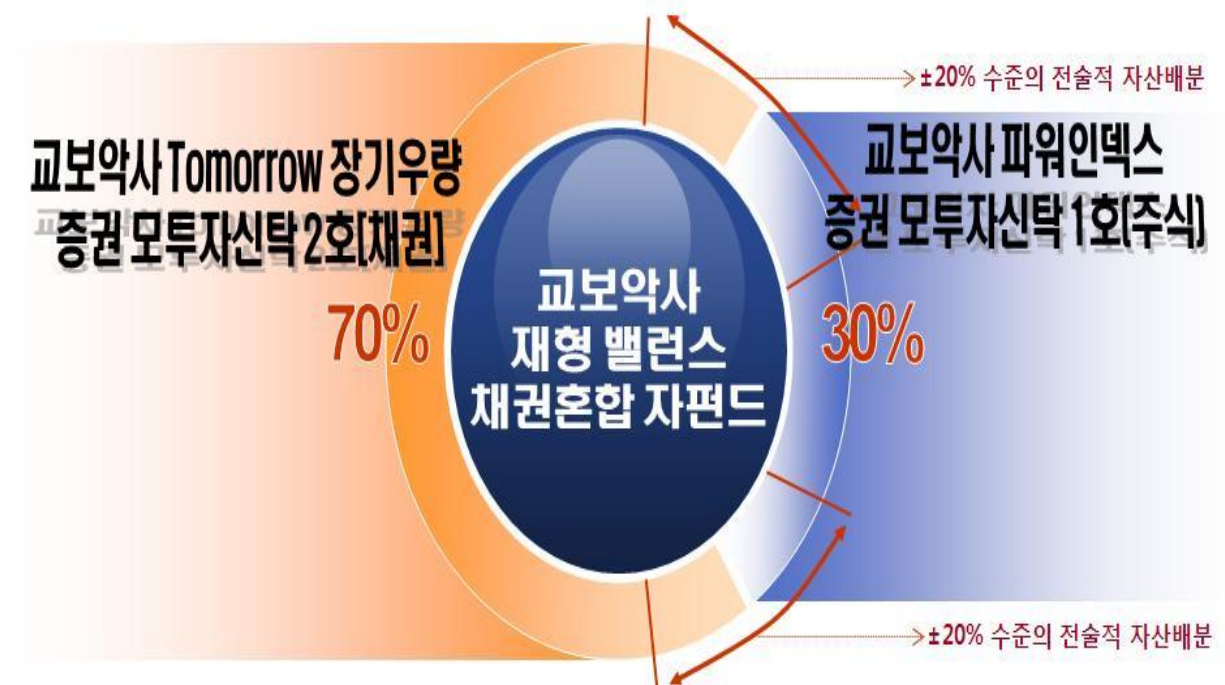 ±20% 수준의 전술적 자산배분
교보악사 Tomorrow 장기우량
증권 모투자신탁 2호[채권]
70%
교보악사 파워인덱스
증권 모투자신탁 1호(주식)
30%
교보악사
재형 밸런스
채권혼합 자펀드
±20% 수준의 전술적 자산배분